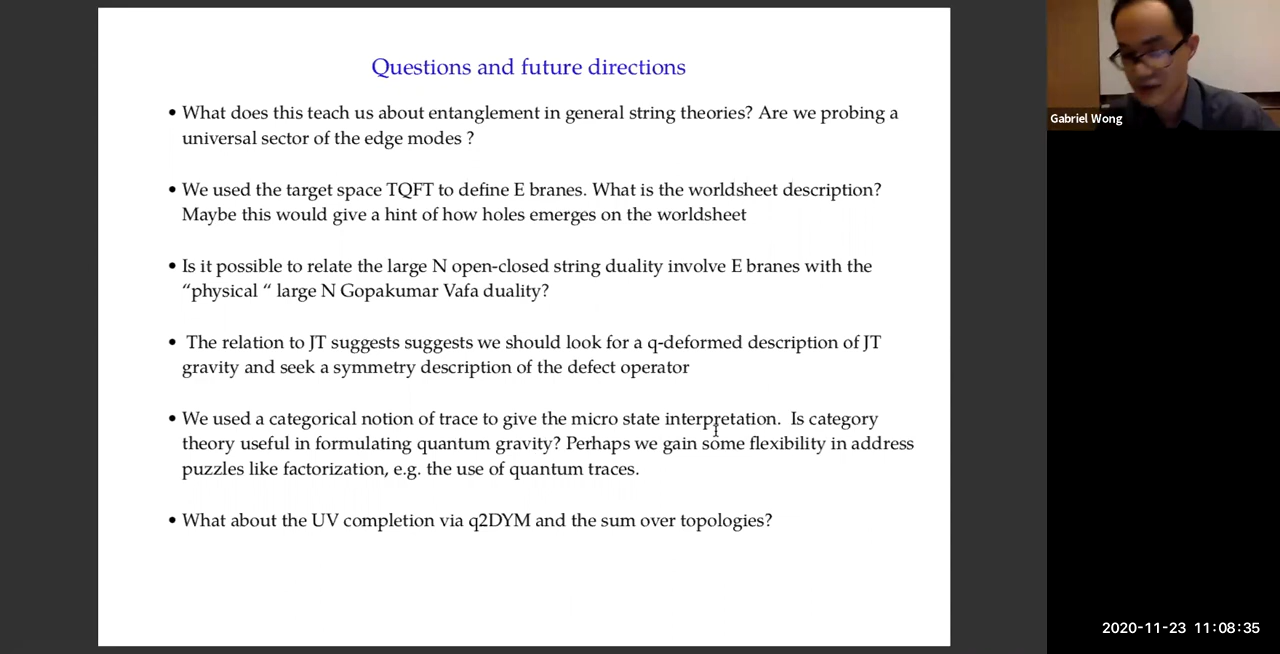 Questions and future directions
• What does this teach us about entanglement in general string theories? Are we probing a
universal sector of the edge modes ?
• We used the target space TQFT to define E branes. What is the worldsheet description?
Maybe this would give a hint of how holes emerges on the worldsheet
• Is it possible to relate the large N open-closed string duality involve E branes with the
“physical “ large N Gopakumar Vafa duality?
• The relation to JT suggests suggests we should look for a q-deformed description of JT
gravity and seek a symmetry description of the defect operator
• We used a categorical notion of trace to give the micro state interpretation. Is category
theory useful in formulating quantum gravity? Perhaps we gain some flexibility in address
puzzles like factorization, e.g. the use of quantum traces.
• What about the UV completion via q2DYM and the sum over topologies?
Gabriel Wong
2020-11-23 11:08:35